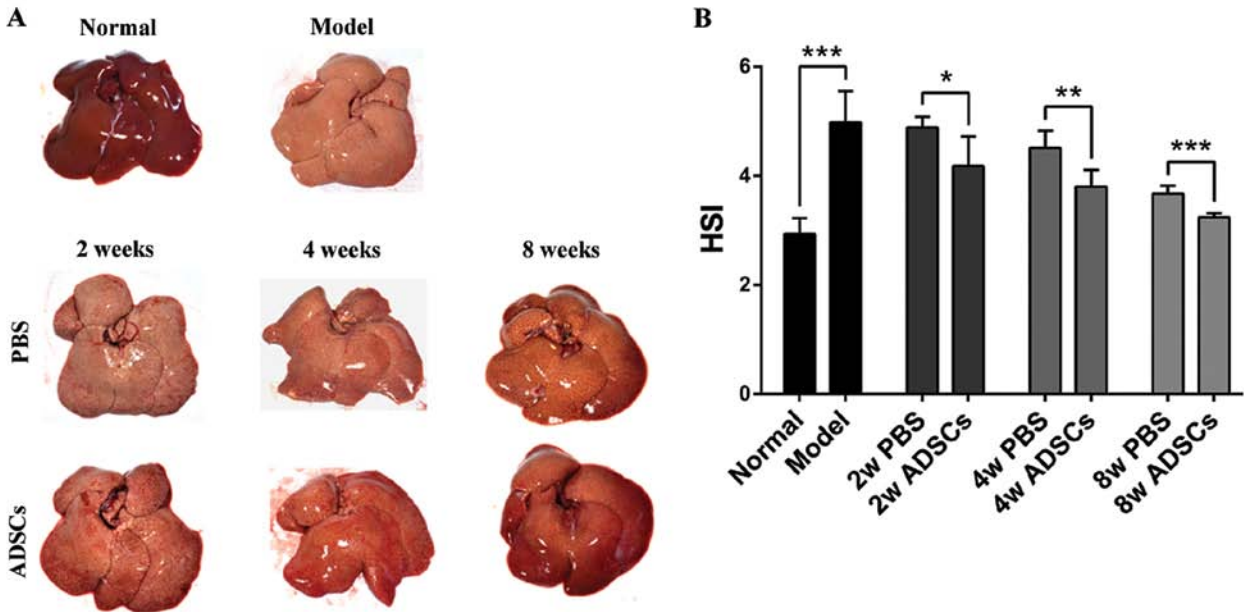 A
Normal
Model
2 weeks
4 weeks
8 weeks
PBS
ADSCs
B
HSI
6
4
2
0
***
*
**
***
Normal
Model
2w PBS
2w ADSCs
4w PBS
4w ADSCs
8w PBS
8w ADSCs